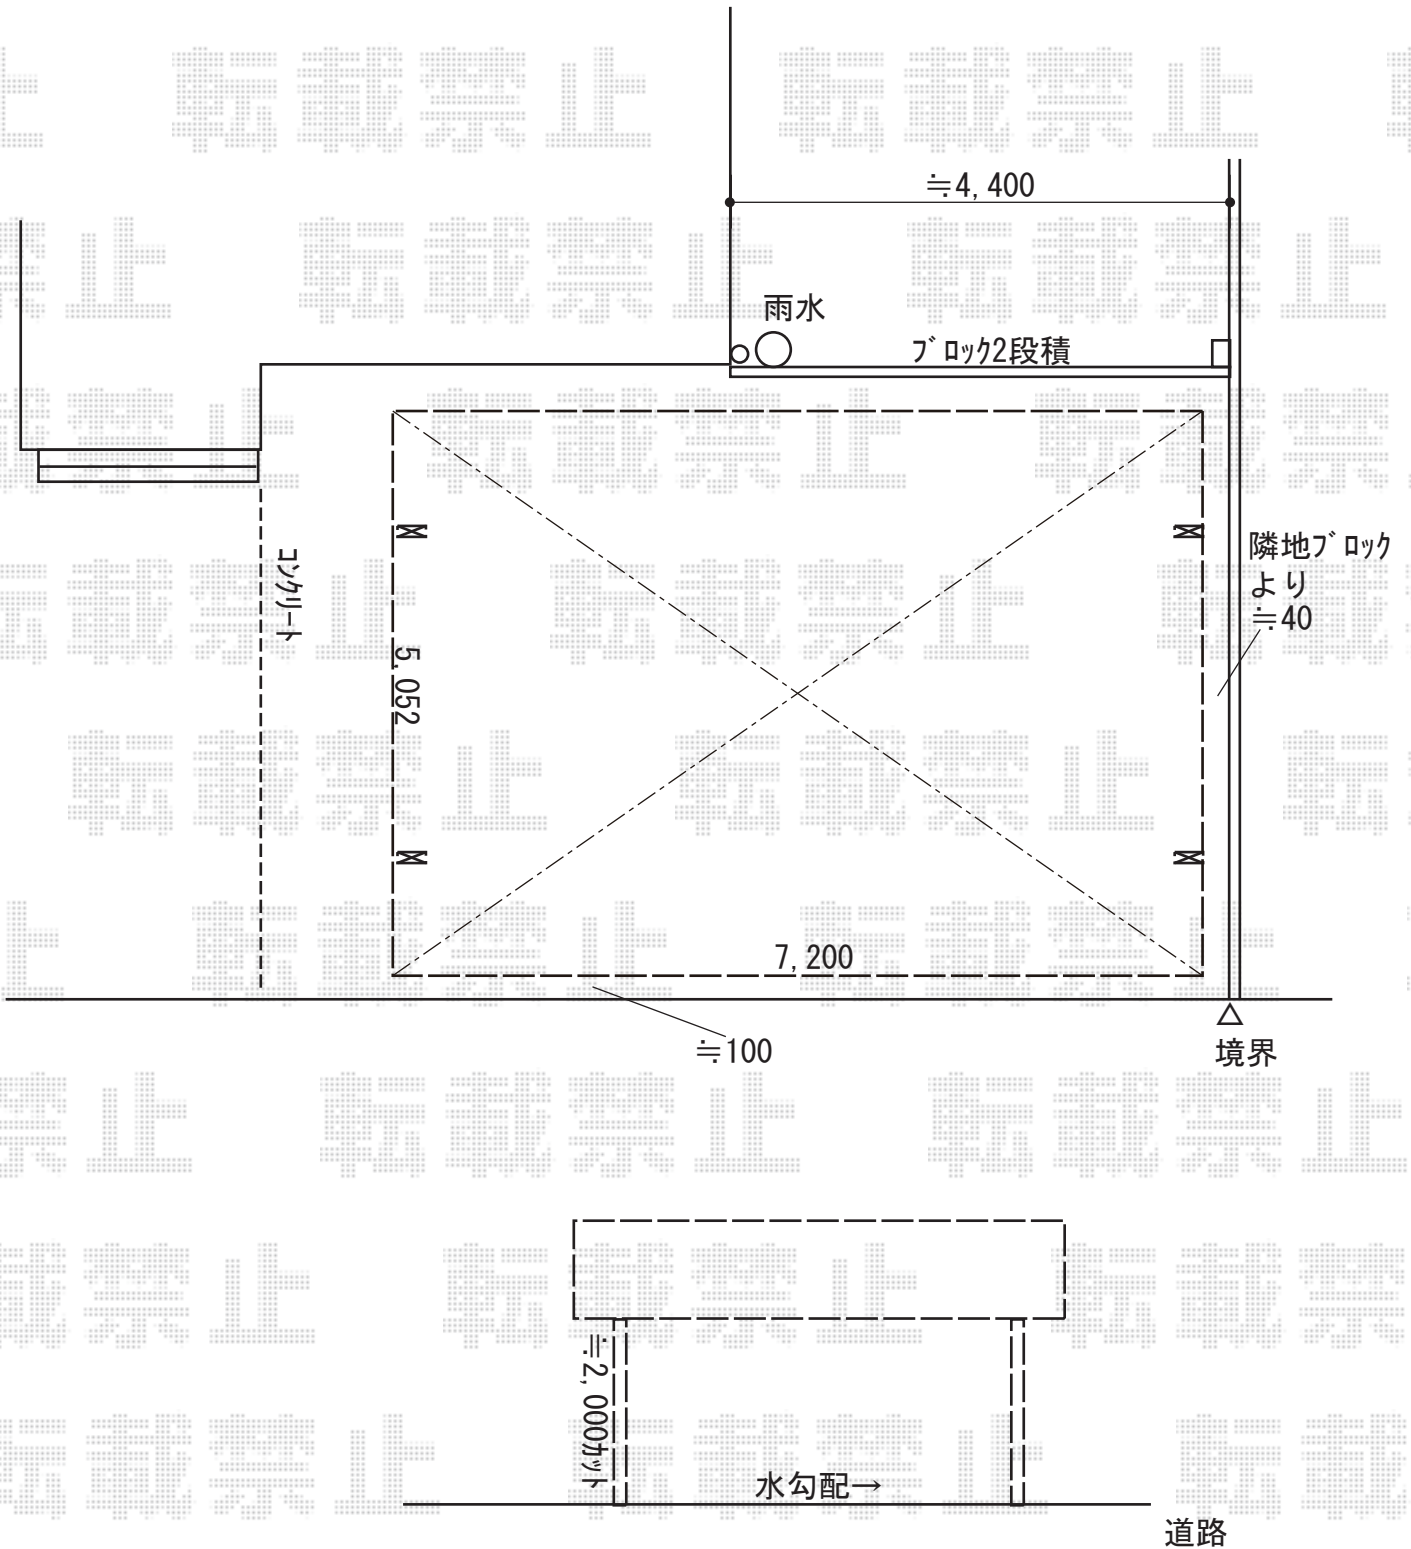 ≒4,400
雨水
ﾌﾞﾛｯｸ2段積
隣地ﾌﾞﾛｯｸ
より
≒40
ｺﾝｸﾘｰﾄ
5,052
7,200
≒100
境界
≒2,000ｶｯﾄ
水勾配→
道路
転載禁止